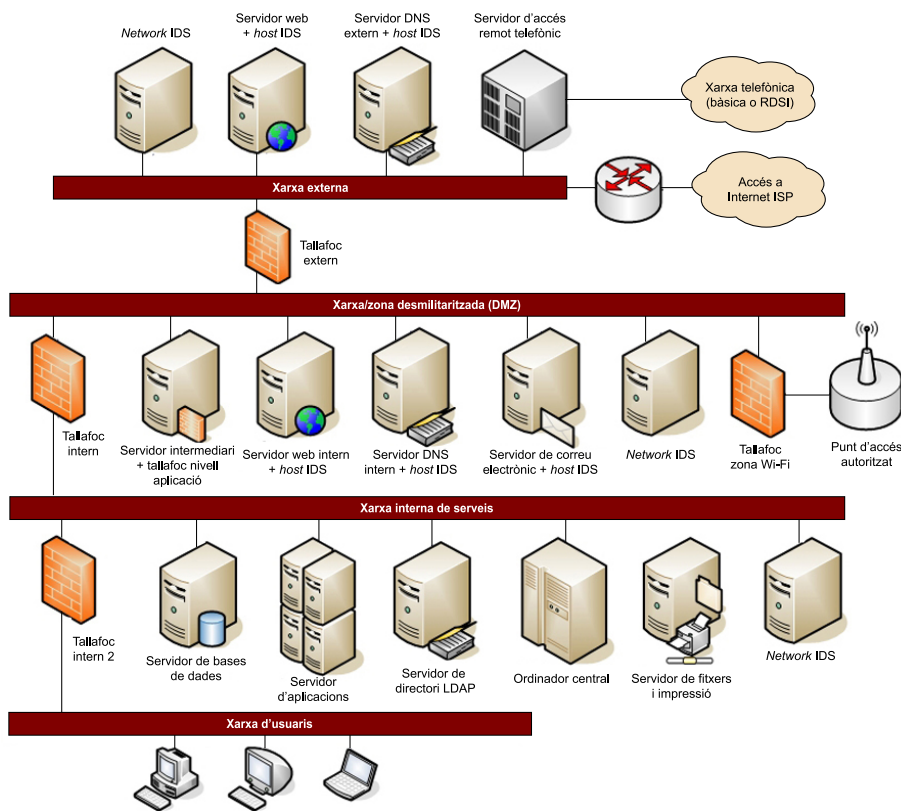 Network IDS
Servidor web
+ host IDS
Servidor DNS
extern + host IDS
Servidor d'accés
remot telefònic
Xarxa telefònica
(bàsica o RDSI)
Xarxa externa
Accés a
Internet ISP
Tallafoc
extern
Xarxa/zona desmilitaritzada (DMZ)
Tallafoc
intern
Servidor intermediari
+ tallafoc nivell
aplicació
Servidor web intern
+ host IDS
Servidor DNS
intern + host IDS
Servidor de correu
electrònic + host IDS
Network IDS
Tallafoc
zona Wi-Fi
Punt d'accés
autoritzat
Xarxa interna de serveis
Tallafoc
intern 2
Servidor de bases
de dades
Servidor
d'aplicacions
Servidor de
directori LDAP
Ordinador central
Servidor de fitxers
i impressió
Network IDS
Xarxa d'usuaris